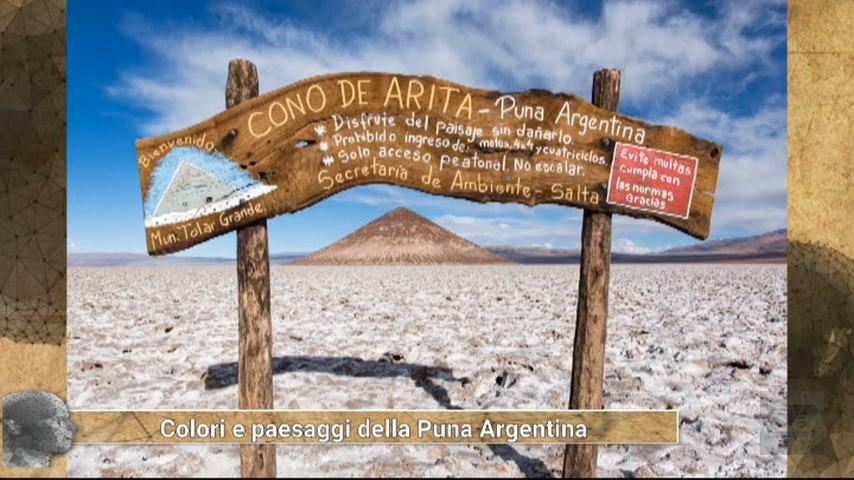 CONO DE ARITA - Puna Argentina
* Disfrute del paisaje sin dañarlo.
* Prohibido ingreso de: motos, 4x4 y cuatriciclos.
* Solo acceso peatonal. No escalar.
Secretaría de Ambiente - Salta
Bienvenido
Mun. Tolar Grande.
Evite multas
cumpla con
las normas
Gracias
Colori e paesaggi della Puna Argentina